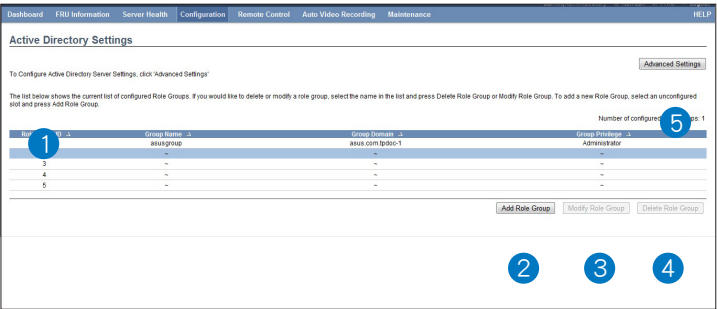 Dashboard FRU Information Server Health Configuration Remote Control Auto Video Recording Maintenance HELP
Active Directory Settings
Advanced Settings
To Configure Active Directory Server Settings, click 'Advanced Settings'
The list below shows the current list of configured Role Groups. If you would like to delete or modify a role group, select the name in the list and press Delete Role Group or Modify Role Group. To add a new Role Group, select an unconfigured
slot and press Add Role Group.
Number of configured ps: 1
5
ID Group Name Group Domain Group Privilege
1
asusgroup asus.com.tpdoc-1 Administrator
~ ~ ~
3 ~ ~ ~
4 ~ ~ ~
5 ~ ~ ~
Add Role Group Modify Role Group Delete Role Group
2 3 4